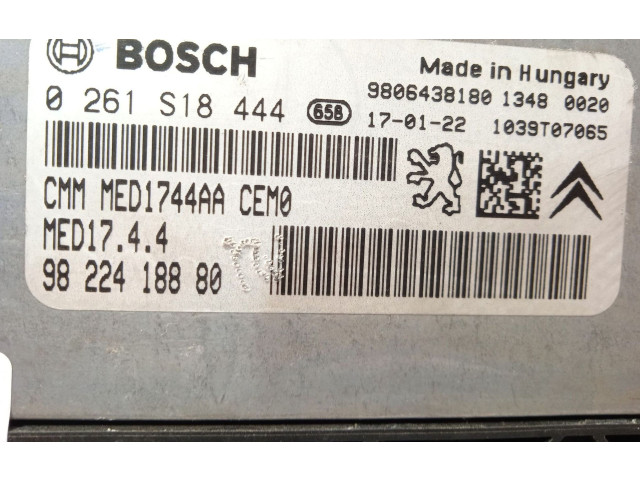 BOSCH
Made in Hungary
9806438180 1348 0020
0 261 S18 444 658 17-01-22 1039T07065
CMM MED1744AA CEM0
MED17.4.4
98 224 188 80